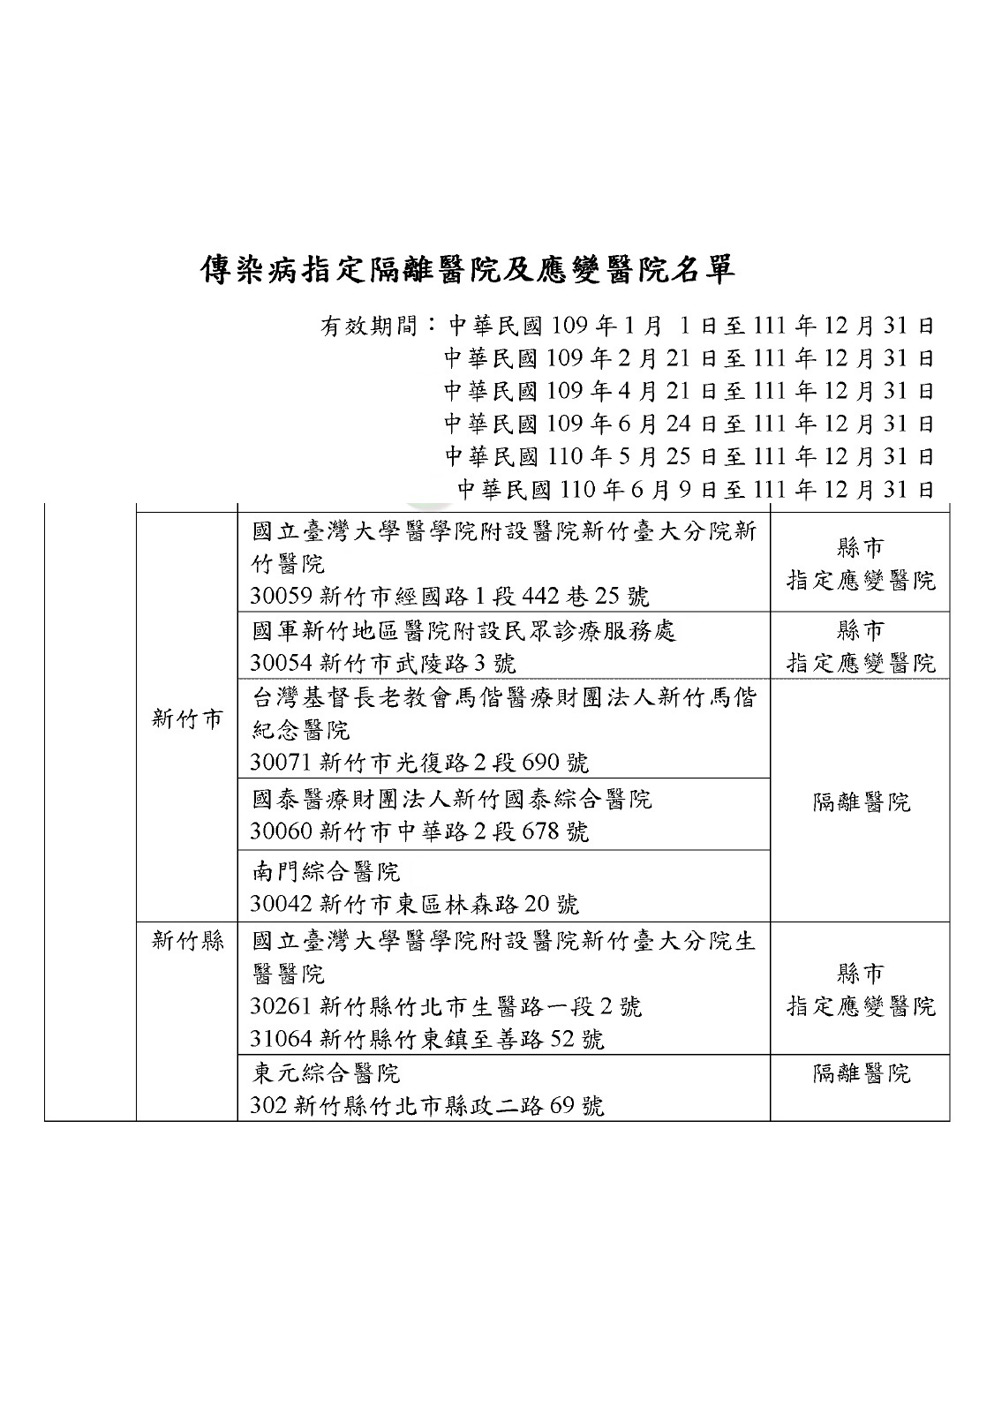 傳染病指定隔離醫院及應變醫院名單
有效期間：中華民國 109 年 1 月 1 日至 111 年 12 月 31 日
中華民國 109 年 2 月 21 日至 111 年 12 月 31 日
中華民國 109 年 4 月 21 日至 111 年 12 月 31 日
中華民國 109 年 6 月 24 日至 111 年 12 月 31 日
中華民國 110 年 5 月 25 日至 111 年 12 月 31 日
中華民國 110 年 6 月 9 日至 111 年 12 月 31 日
新竹市
國立臺灣大學醫學院附設醫院新竹臺大分院新
竹醫院
30059 新竹市經國路 1 段 442 巷 25 號
縣市
指定應變醫院
國軍新竹地區醫院附設民眾診療服務處
30054 新竹市武陵路 3 號
縣市
指定應變醫院
台灣基督長老教會馬偕醫療財團法人新竹馬偕
紀念醫院
30071 新竹市光復路 2 段 690 號
國泰醫療財團法人新竹國泰綜合醫院
30060 新竹市中華路 2 段 678 號
南門綜合醫院
30042 新竹市東區林森路 20 號
隔離醫院
新竹縣
國立臺灣大學醫學院附設醫院新竹臺大分院生
醫醫院
30261 新竹縣竹北市生醫路一段 2 號
31064 新竹縣竹東鎮至善路 52 號
縣市
指定應變醫院
東元綜合醫院
302 新竹縣竹北市縣政二路 69 號
隔離醫院